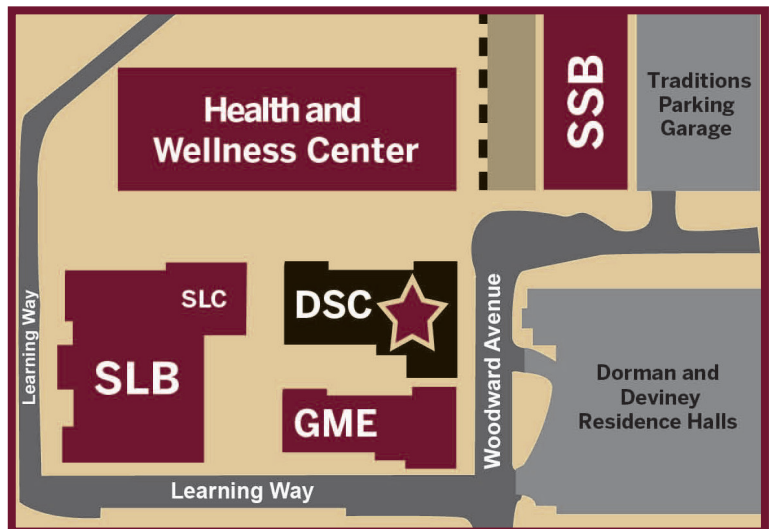 Health and
Wellness Center
SSB
Traditions
Parking
Garage
Learning Way
SLC
SLB
DSC
GME
Woodward Avenue
Dorman and
Deviney
Residence Halls
Learning Way